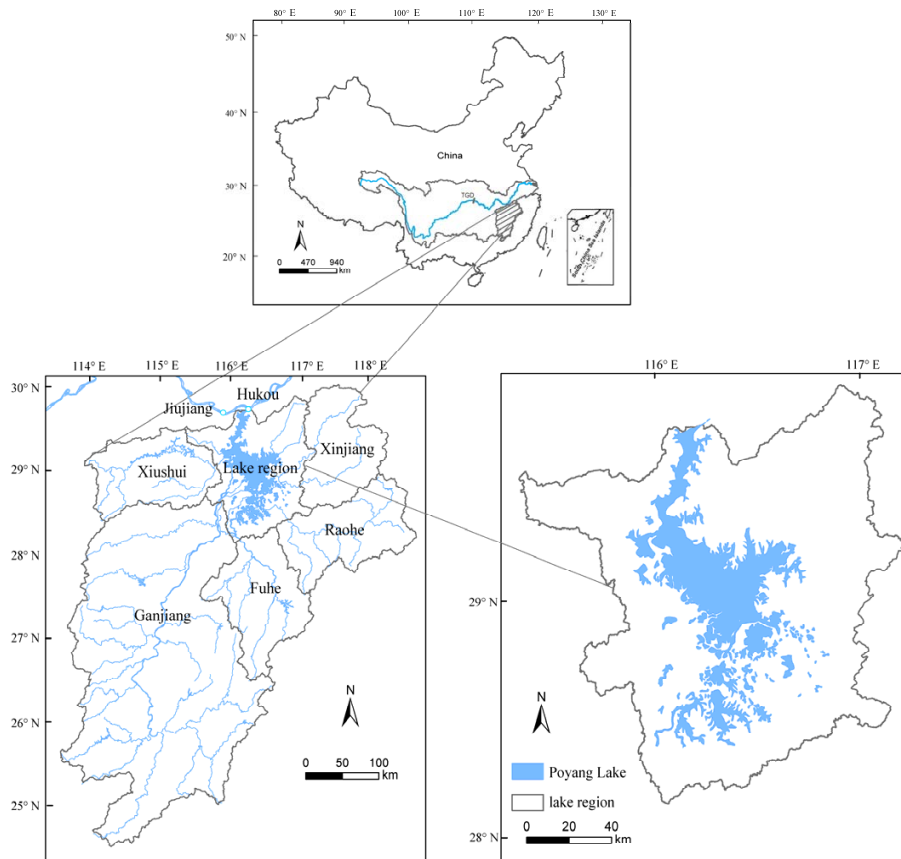 80° E 90° E 100° E 110° E 120° E 130° E
50° N
40° N
30° N
20° N
China
TGD
N
0 470 940
km
114° E 115° E 116° E 117° E 118° E
30° N
29° N
28° N
27° N
26° N
25° N
Jiujiang
Hukou
Xiushui
Lake region
Xinjiang
Raohe
Fuhe
Ganjiang
N
0 50 100
km
116° E 117° E
29° N
28° N
N
Poyang Lake
lake region
0 20 40
km